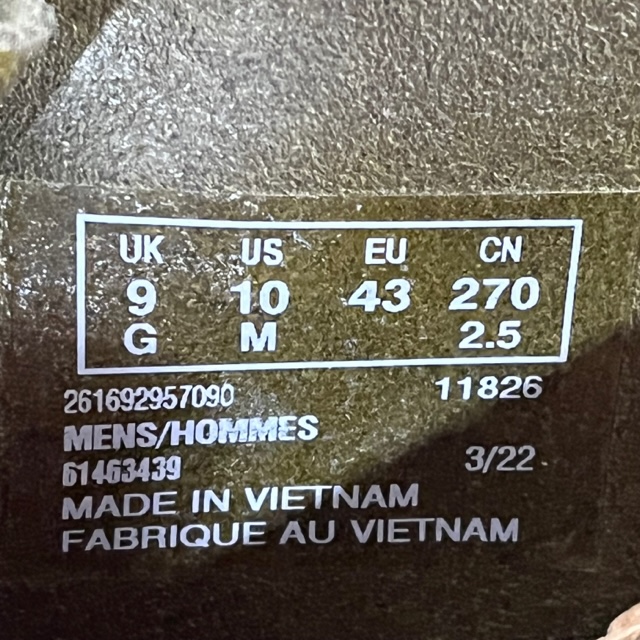 UK US EU CN
9 10 43 270
G M 2.5
261692957090 11826
MENS/HOMMES
61463439 3/22
MADE IN VIETNAM
FABRIQUE AU VIETNAM